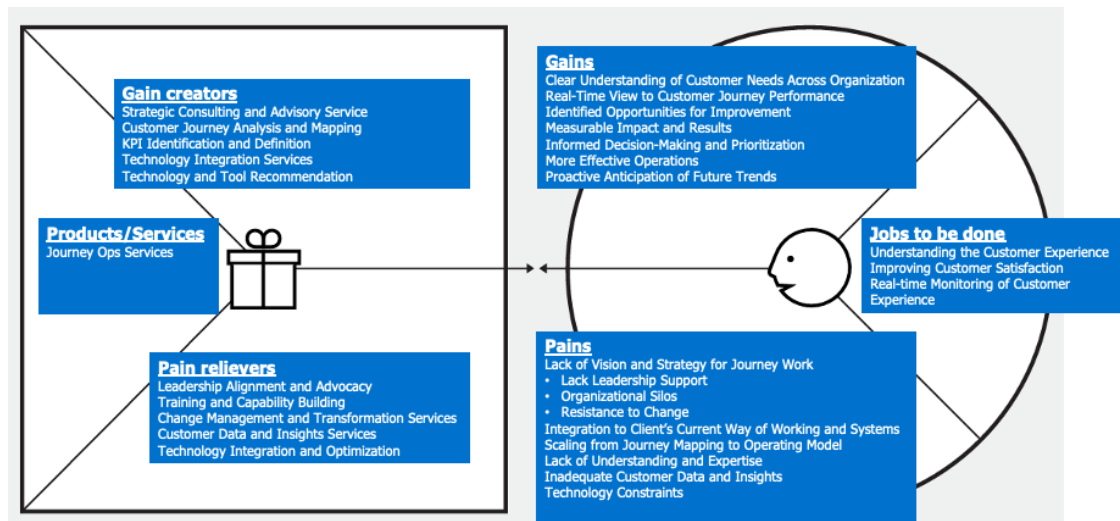 Gain creators
Strategic Consulting and Advisory Service
Customer Journey Analysis and Mapping
KPI Identification and Definition
Technology Integration Services
Technology and Tool Recommendation
Products/Services
Journey Ops Services
Pain relievers
Leadership Alignment and Advocacy
Training and Capability Building
Change Management and Transformation Services
Customer Data and Insights Services
Technology Integration and Optimization
Gains
Clear Understanding of Customer Needs Across Organization
Real-Time View to Customer Journey Performance
Identified Opportunities for Improvement
Measurable Impact and Results
Informed Decision-Making and Prioritization
More Effective Operations
Proactive Anticipation of Future Trends
Jobs to be done
Understanding the Customer Experience
Improving Customer Satisfaction
Real-time Monitoring of Customer
Experience
Pains
Lack of Vision and Strategy for Journey Work
• Lack Leadership Support
• Organizational Silos
• Resistance to Change
Integration to Client's Current Way of Working and Systems
Scaling from Journey Mapping to Operating Model
Lack of Understanding and Expertise
Inadequate Customer Data and Insights
Technology Constraints